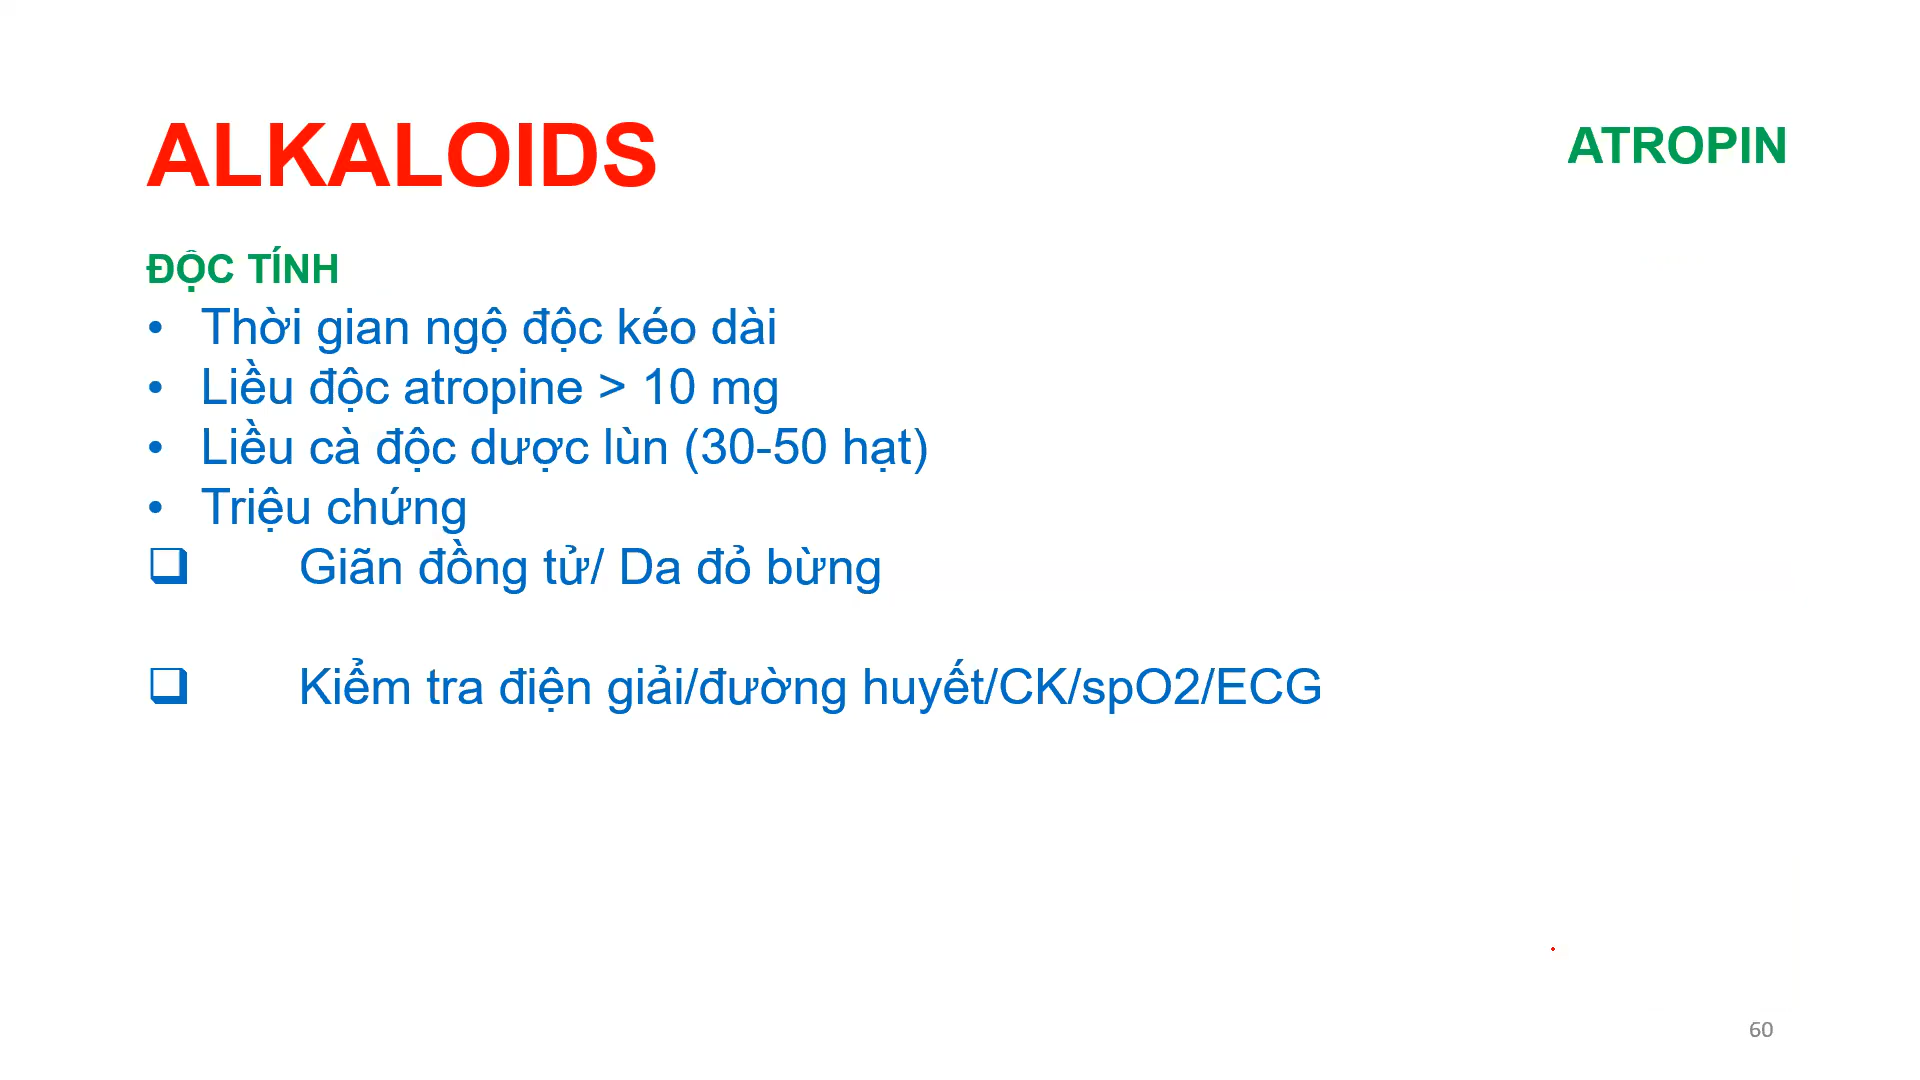 ALKALOIDS
ATROPIN
ĐỘC TÍNH
• Thời gian ngộ độc kéo dài
• Liều độc atropine > 10 mg
• Liều cà độc dược lùn (30-50 hạt)
• Triệu chứng
❑ Giãn đồng tử/ Da đỏ bừng
❑ Kiểm tra điện giải/đường huyết/CK/spO2/ECG
60